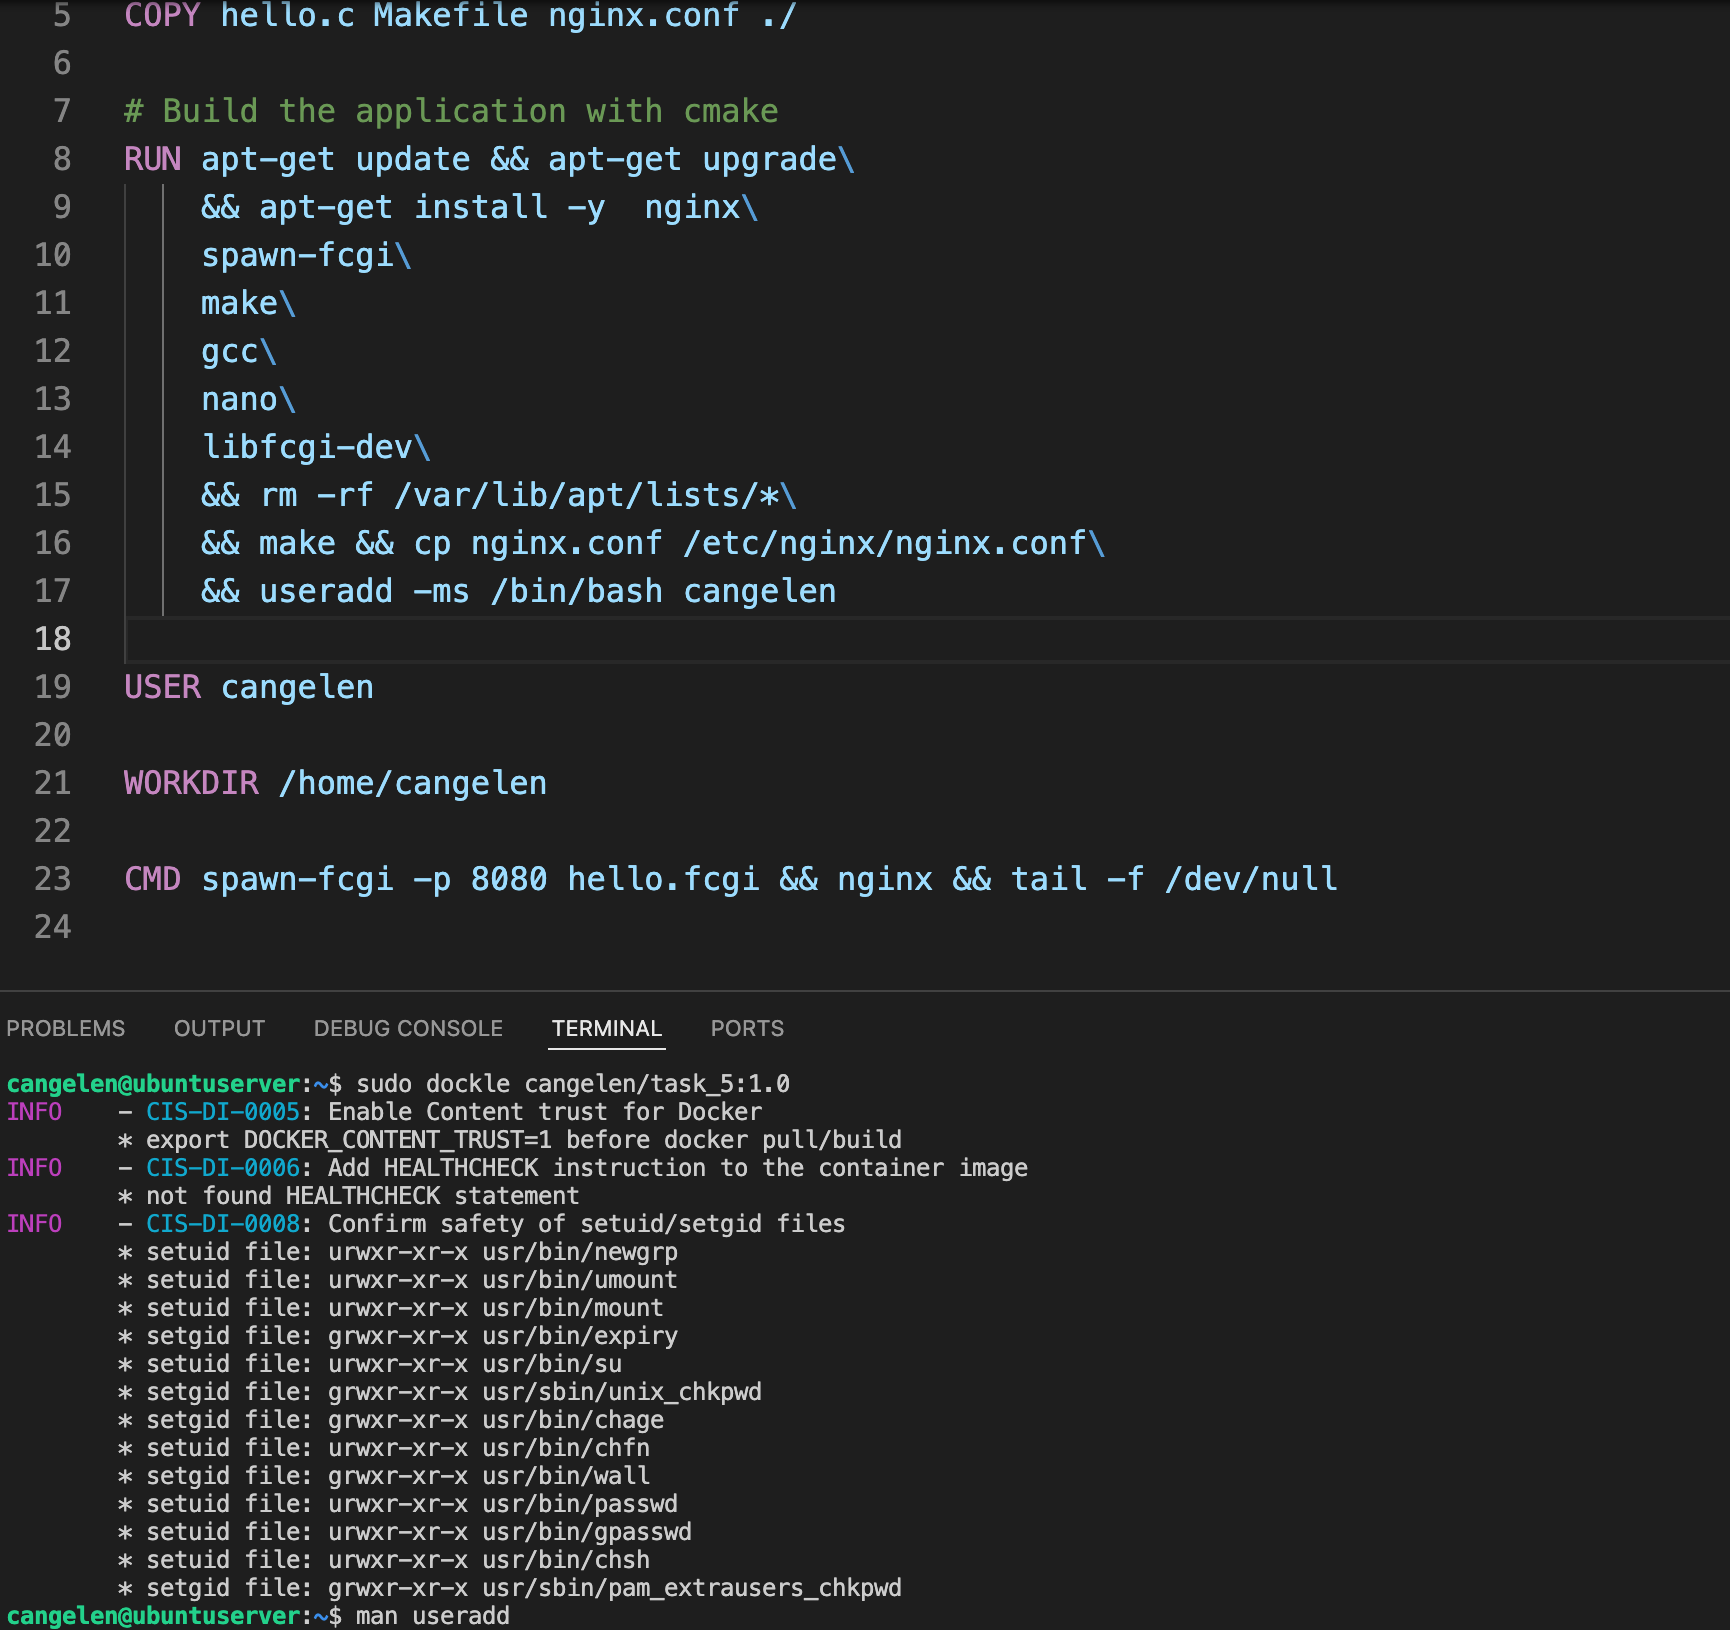 5 COPY hello.c Makefile nginx.conf ./
6
7 # Build the application with cmake
8 RUN apt-get update && apt-get upgrade\
9 && apt-get install -y  nginx\
10 spawn-fcgi\
11 make\
12 gcc\
13 nano\
14 libfcgi-dev\
15 && rm -rf /var/lib/apt/lists/*\
16 && make && cp nginx.conf /etc/nginx/nginx.conf\
17 && useradd -ms /bin/bash cangelen
18
19 USER cangelen
20
21 WORKDIR /home/cangelen
22
23 CMD spawn-fcgi -p 8080 hello.fcgi && nginx && tail -f /dev/null
24
PROBLEMS OUTPUT DEBUG CONSOLE TERMINAL PORTS
cangelen@ubuntuserver:~$ sudo dockle cangelen/task_5:1.0
INFO - CIS-DI-0005: Enable Content trust for Docker
* export DOCKER_CONTENT_TRUST=1 before docker pull/build
INFO - CIS-DI-0006: Add HEALTHCHECK instruction to the container image
* not found HEALTHCHECK statement
INFO - CIS-DI-0008: Confirm safety of setuid/setgid files
* setuid file: urwxr-xr-x usr/bin/newgrp
* setuid file: urwxr-xr-x usr/bin/umount
* setuid file: urwxr-xr-x usr/bin/mount
* setgid file: grwxr-xr-x usr/bin/expiry
* setuid file: urwxr-xr-x usr/bin/su
* setgid file: grwxr-xr-x usr/sbin/unix_chkpwd
* setgid file: grwxr-xr-x usr/bin/chage
* setuid file: urwxr-xr-x usr/bin/chfn
* setgid file: grwxr-xr-x usr/bin/wall
* setuid file: urwxr-xr-x usr/bin/passwd
* setuid file: urwxr-xr-x usr/bin/gpasswd
* setuid file: urwxr-xr-x usr/bin/chsh
* setgid file: grwxr-xr-x usr/sbin/pam_extrausers_chkpwd
cangelen@ubuntuserver:~$ man useradd